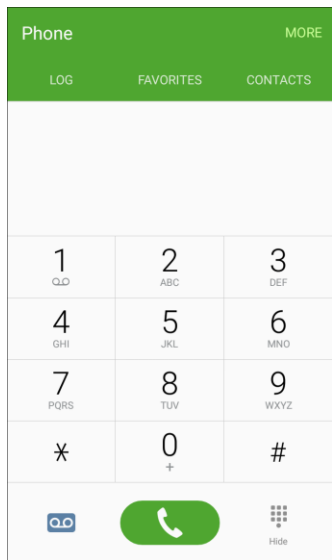 Phone MORE
LOG FAVORITES CONTACTS
1 2 3
ABC DEF
4 5 6
GHI JKL MNO
7 8 9
PQRS TUV WXYZ
* 0 #
+
Hide